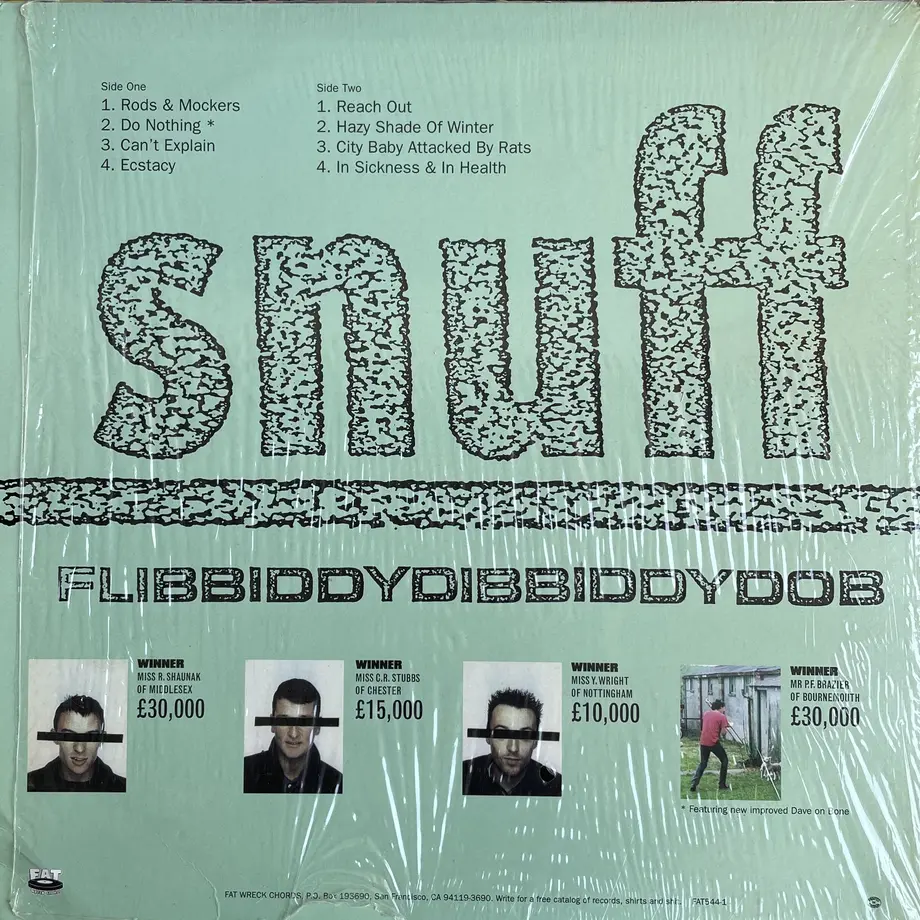 Side One
1. Rods & Mockers
2. Do Nothing *
3. Can't Explain
4. Ecstacy
Side Two
1. Reach Out
2. Hazy Shade Of Winter
3. City Baby Attacked By Rats
4. In Sickness & In Health
snuff
FLIBBIDDYDIBBIDDYDOB
WINNER
MISS R. SHAUNAK
OF MIDDLESEX
£30,000
WINNER
MISS C.R. STUBBS
OF CHESTER
£15,000
WINNER
MISS Y. WRIGHT
OF NOTTINGHAM
£10,000
WINNER
MR P.F. BRAZIER
OF BOURNEMOUTH
£30,000
* Featuring new improved Dave on Bone
FAT
FAT WRECK CHORDS, P.O. Box 193690, San Francisco, CA 94119-3690. Write for a free catalog of records, shirts and shit. FAT544-1